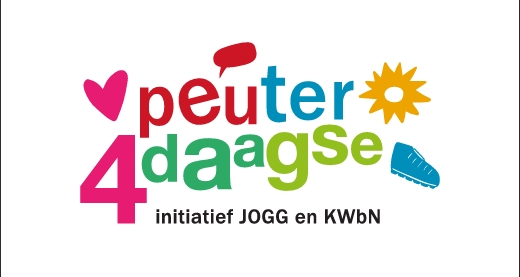 peuter
4daagse
initiatief JOGG en KWbN